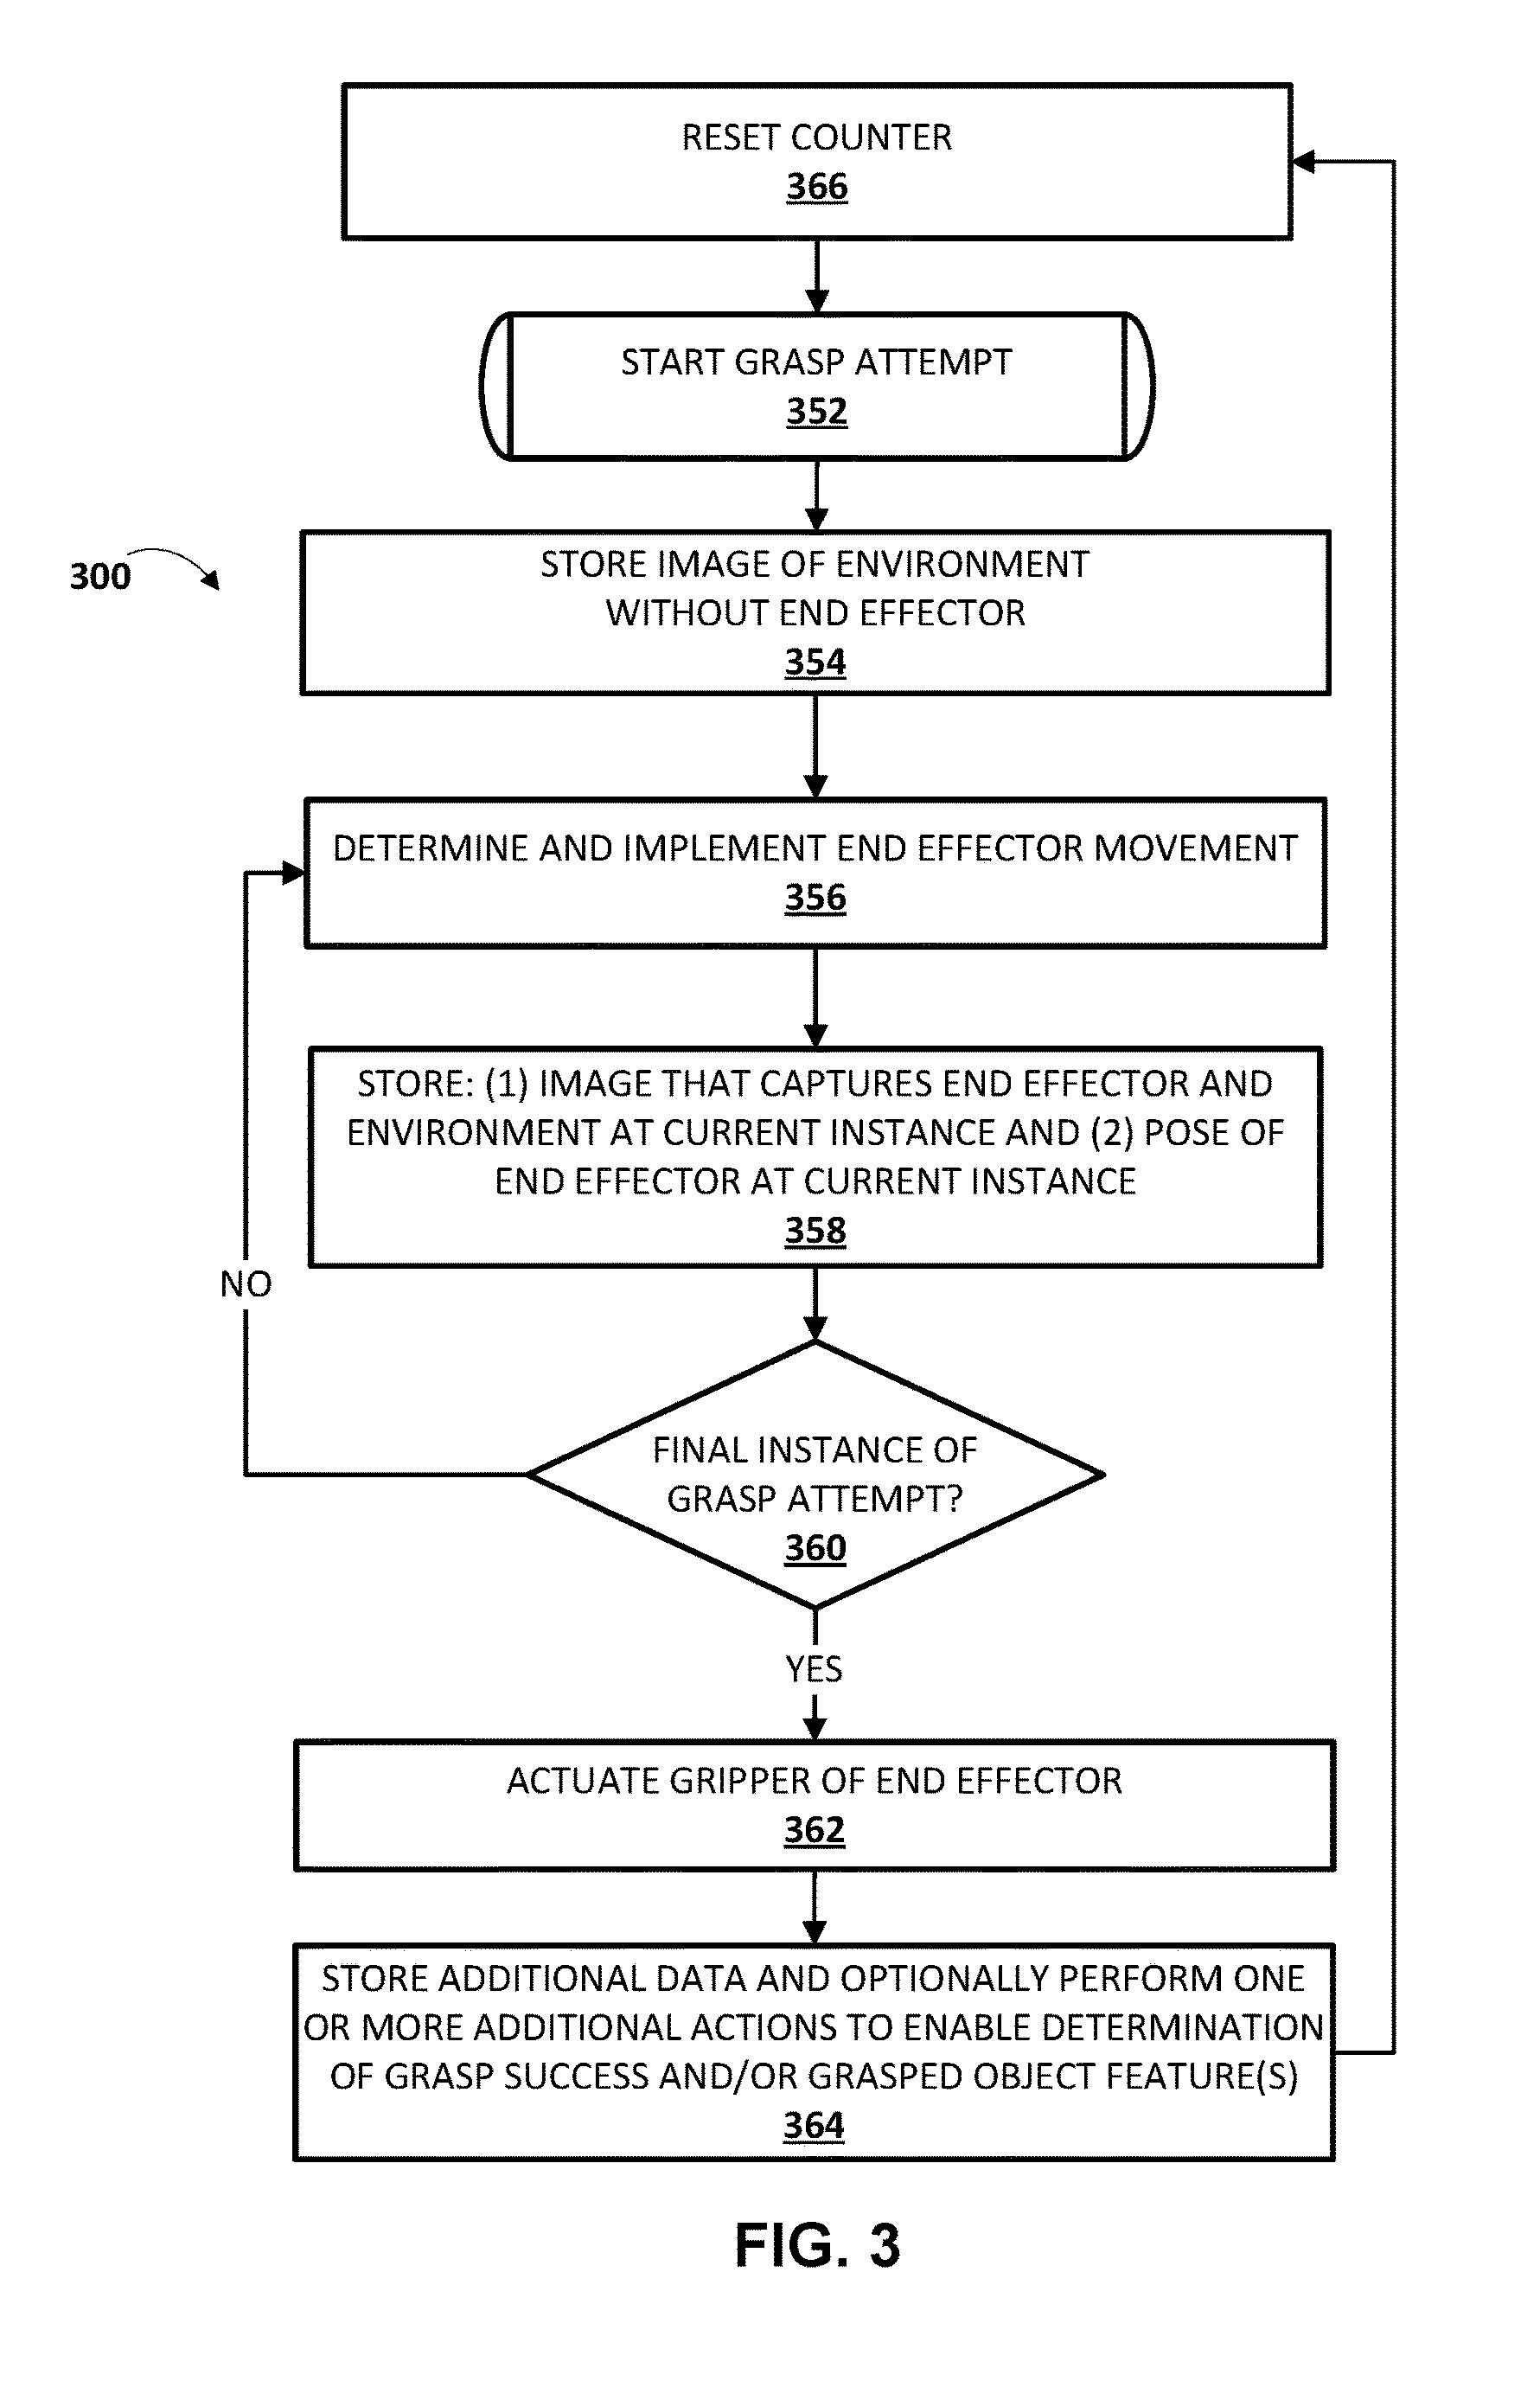 RESET COUNTER
366
START GRASP ATTEMPT
352
300
STORE IMAGE OF ENVIRONMENT
WITHOUT END EFFECTOR
354
DETERMINE AND IMPLEMENT END EFFECTOR MOVEMENT
356
STORE: (1) IMAGE THAT CAPTURES END EFFECTOR AND
ENVIRONMENT AT CURRENT INSTANCE AND (2) POSE OF
END EFFECTOR AT CURRENT INSTANCE
358
NO
FINAL INSTANCE OF
GRASP ATTEMPT?
360
YES
ACTUATE GRIPPER OF END EFFECTOR
362
STORE ADDITIONAL DATA AND OPTIONALLY PERFORM ONE
OR MORE ADDITIONAL ACTIONS TO ENABLE DETERMINATION
OF GRASP SUCCESS AND/OR GRASPED OBJECT FEATURE(S)
364
FIG. 3